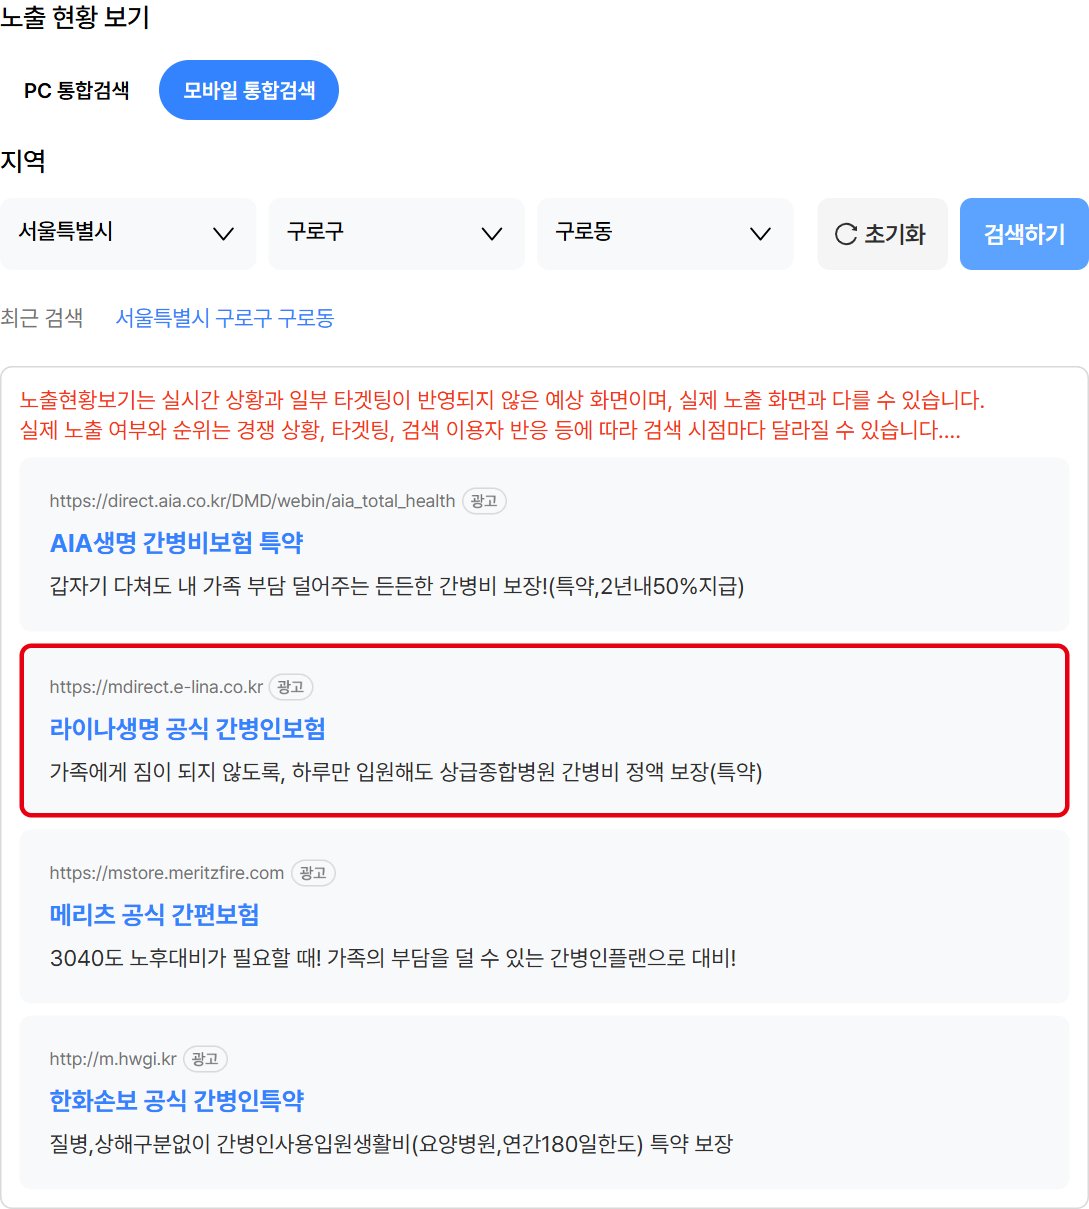 노출 현황 보기
PC 통합검색 모바일 통합검색
지역
서울특별시 구로구 구로동 초기화 검색하기
최근 검색 서울특별시 구로구 구로동
노출현황보기는 실시간 상황과 일부 타겟팅이 반영되지 않은 예상 화면이며, 실제 노출 화면과 다를 수 있습니다.
실제 노출 여부와 순위는 경쟁 상황, 타겟팅, 검색 이용자 반응 등에 따라 검색 시점마다 달라질 수 있습니다....
https://direct.aia.co.kr/DMD/webin/aia_total_health 광고
AIA생명 간병비보험 특약
갑자기 다쳐도 내 가족 부담 덜어주는 든든한 간병비 보장!(특약,2년내50%지급)
https://mdirect.e-lina.co.kr 광고
라이나생명 공식 간병인보험
가족에게 짐이 되지 않도록, 하루만 입원해도 상급종합병원 간병비 정액 보장(특약)
https://mstore.meritzfire.com 광고
메리츠 공식 간편보험
3040도 노후대비가 필요할 때! 가족의 부담을 덜 수 있는 간병인플랜으로 대비!
http://m.hwgi.kr 광고
한화손보 공식 간병인특약
질병,상해구분없이 간병인사용입원생활비(요양병원,연간180일한도) 특약 보장